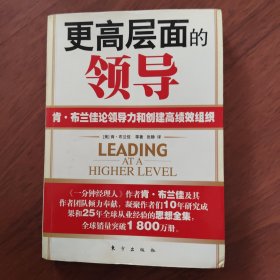 更高层面的
领导
肯·布兰佳论领导力和创建高绩效组织
[美]肯·布兰佳 等著 张静 译
LEADING
AT A
HIGHER LEVEL
《一分钟经理人》作者肯·布兰佳及其
作者团队倾力奉献,凝聚作者们10年研究成
果和25年全球从业经验的思想全集,
全球销量突破1800万册。
东方出版社